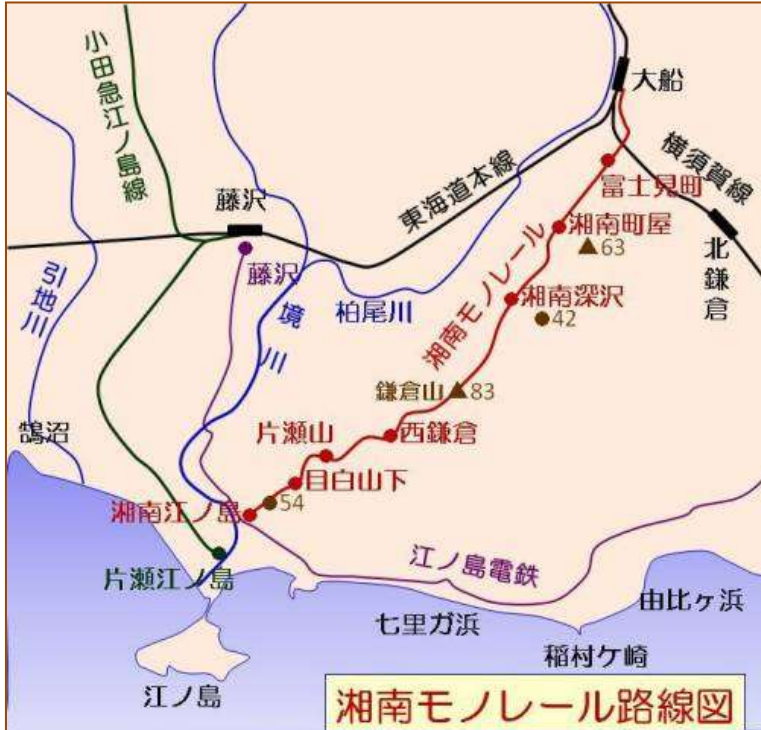 大船
小田急江ノ島線
横須賀線
東海道本線
富士見町
藤沢
湘南町屋
63
北鎌倉
藤沢
引地川
湘南モノレール
湘南深沢
柏尾川
境川
42
鎌倉山
83
片瀬山
西鎌倉
鵠沼
目白山下
54
湘南江ノ島
江ノ島電鉄
片瀬江ノ島
由比ヶ浜
七里ガ浜
稲村ケ崎
江ノ島
湘南モノレール路線図